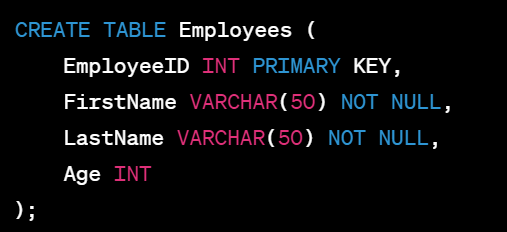 CREATE TABLE Employees (
    EmployeeID INT PRIMARY KEY,
    FirstName VARCHAR(50) NOT NULL,
    LastName VARCHAR(50) NOT NULL,
    Age INT
);